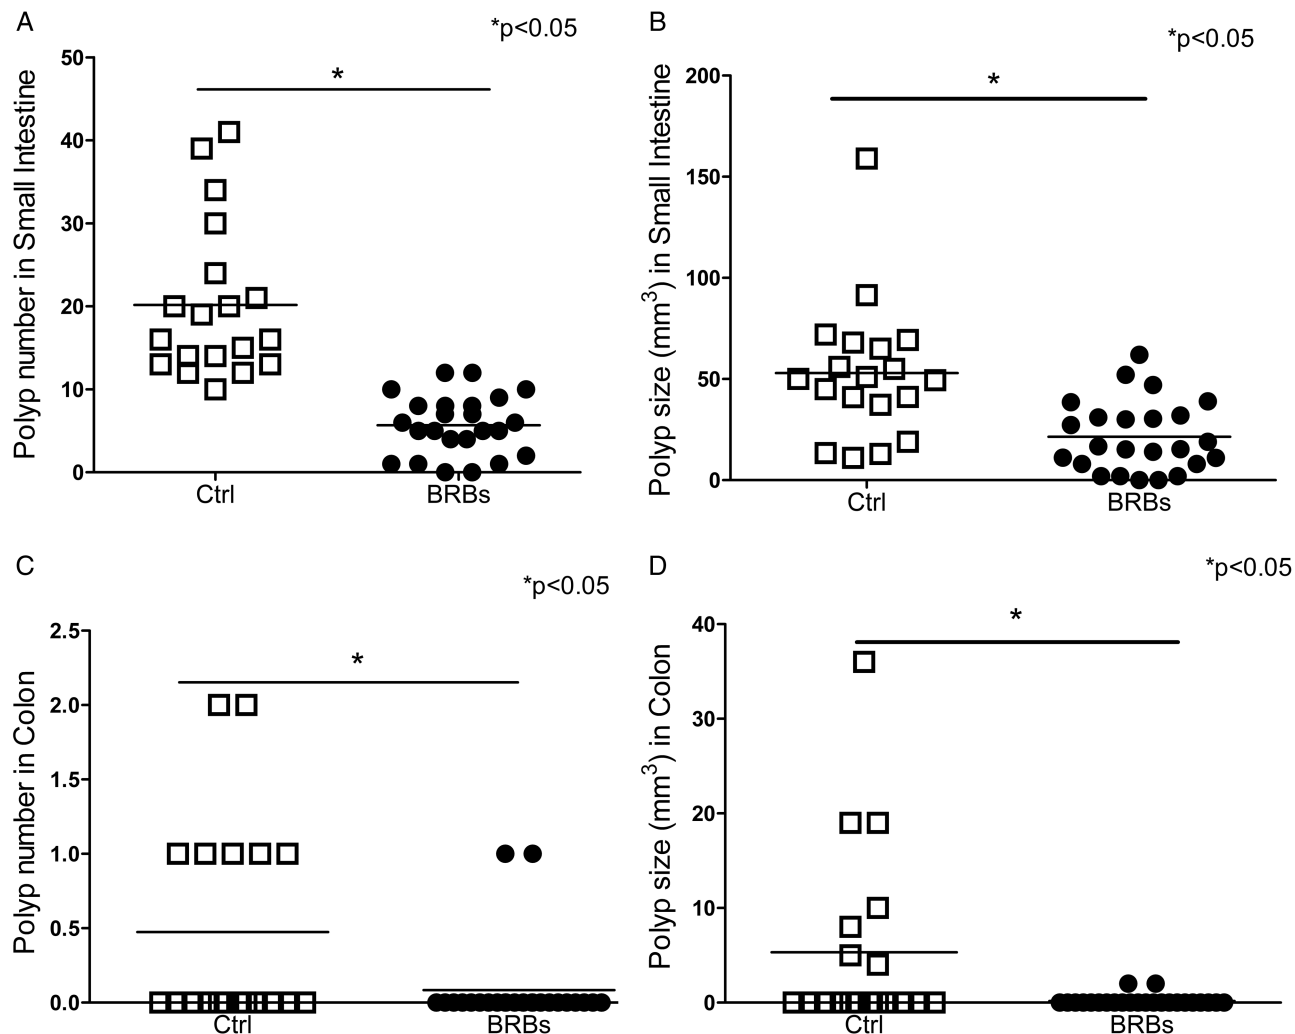 A
*p<0.05
Polyp number in Small Intestine
50
40
30
20
10
0
*
Ctrl
BRBs
B
*p<0.05
Polyp size (mm³) in Small Intestine
200
150
100
50
0
*
Ctrl
BRBs
C
*p<0.05
Polyp number in Colon
2.5
2.0
1.5
1.0
0.5
0.0
*
Ctrl
BRBs
D
*p<0.05
Polyp size (mm³) in Colon
40
30
20
10
0
*
Ctrl
BRBs